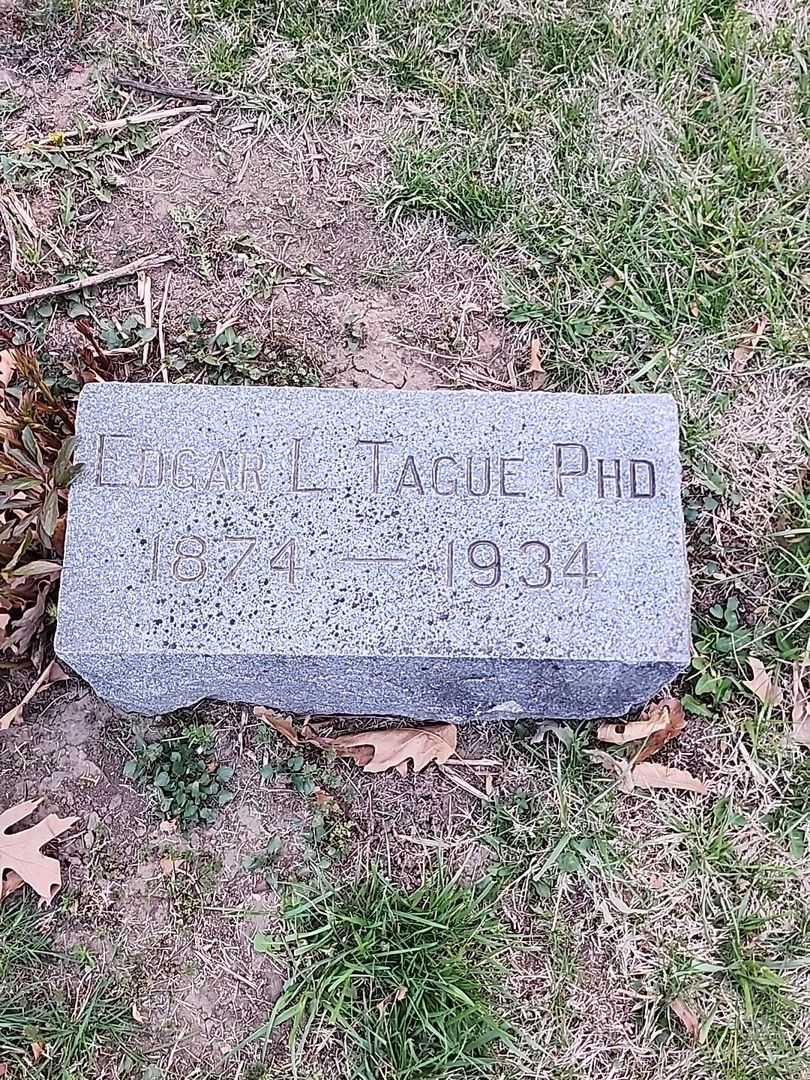 EDGAR L. TAGUE PHD.
1874 — 1934